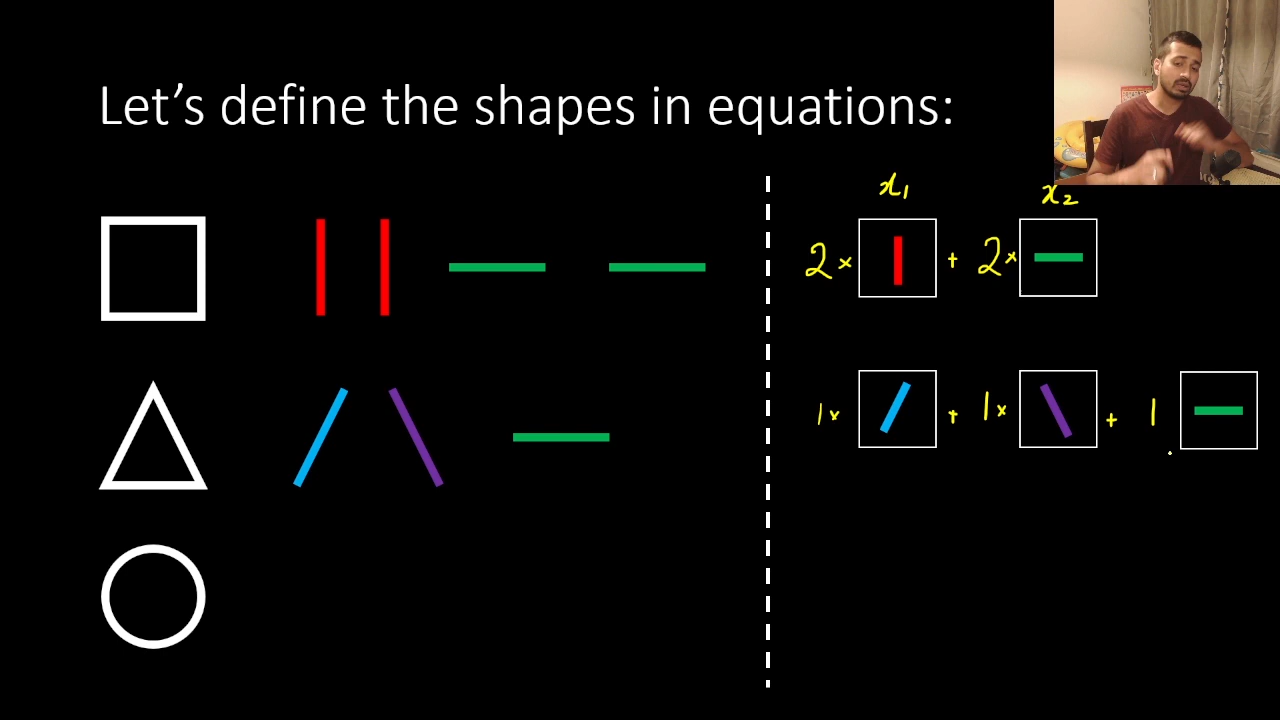 Let's define the shapes in equations:
x₁ x₂
2× + 2×
1× + 1× + 1